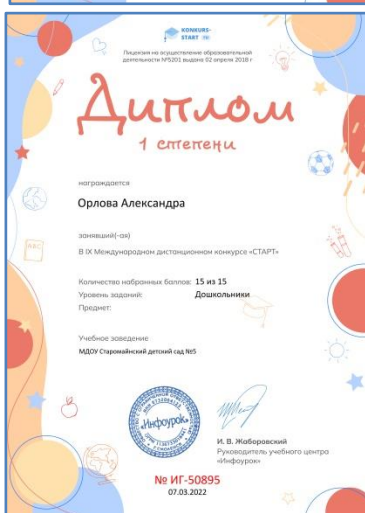 KONKURS-
START
Лицензия на осуществление образовательной
деятельности №5201 выдана 02 апреля 2018 г
Диплом
1 степени
награждается
Орлова Александра
занявший(-ая)
В IX Международном дистанционном конкурсе «СТАРТ»
Количество набранных баллов: 15 из 15
Уровень заданий: Дошкольники
Предмет:
Учебное заведение
МДОУ Старомайнский детский сад №5
«Инфоурок»
И. В. Жаборовский
Руководитель учебного центра
«Инфоурок»
№ ИГ-50895
07.03.2022